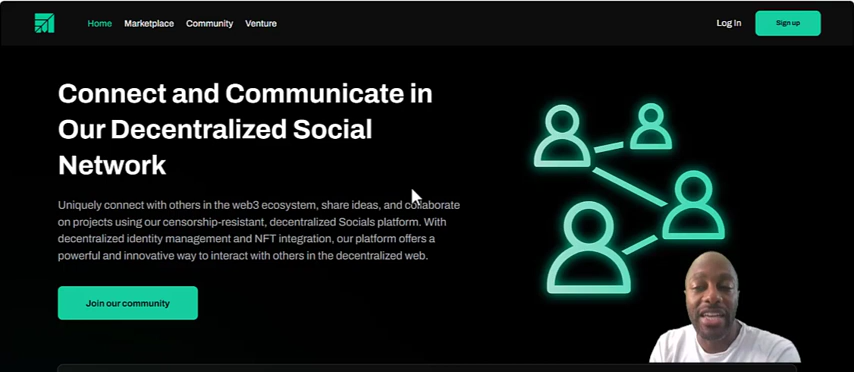 Home Marketplace Community Venture Log In Sign up
Connect and Communicate in
Our Decentralized Social
Network
Uniquely connect with others in the web3 ecosystem, share ideas, and collaborate
on projects using our censorship-resistant, decentralized Socials platform. With
decentralized identity management and NFT integration, our platform offers a
powerful and innovative way to interact with others in the decentralized web.
Join our community